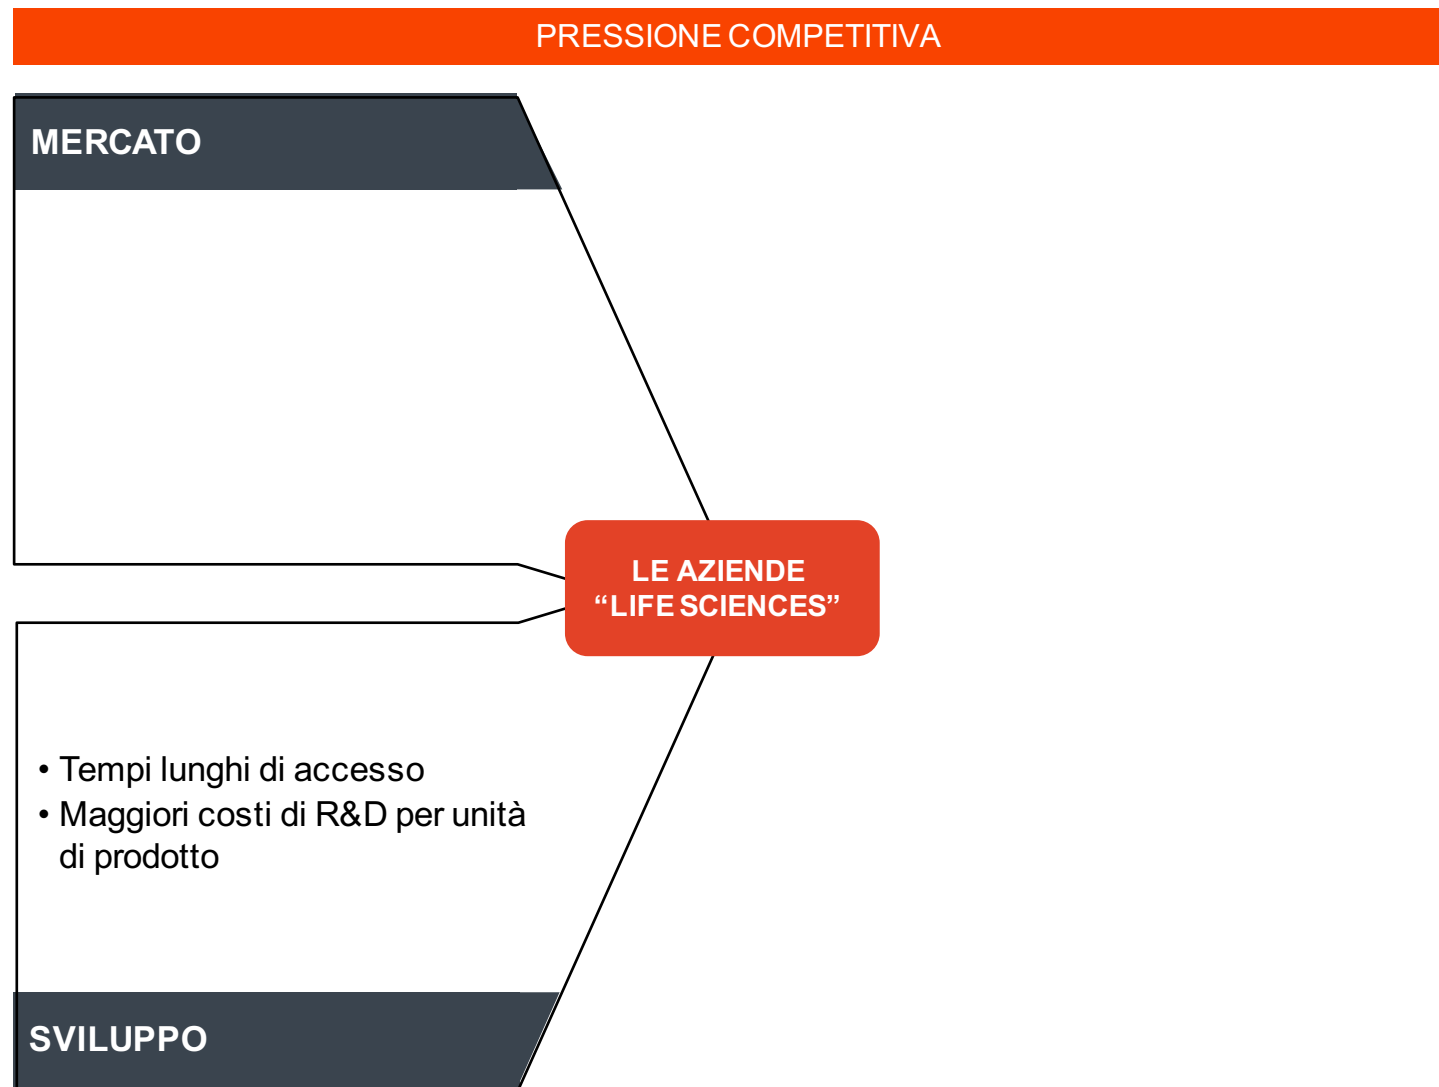 PRESSIONE COMPETITIVA
MERCATO
LE AZIENDE
“LIFE SCIENCES”
• Tempi lunghi di accesso
• Maggiori costi di R&D per unità
di prodotto
SVILUPPO